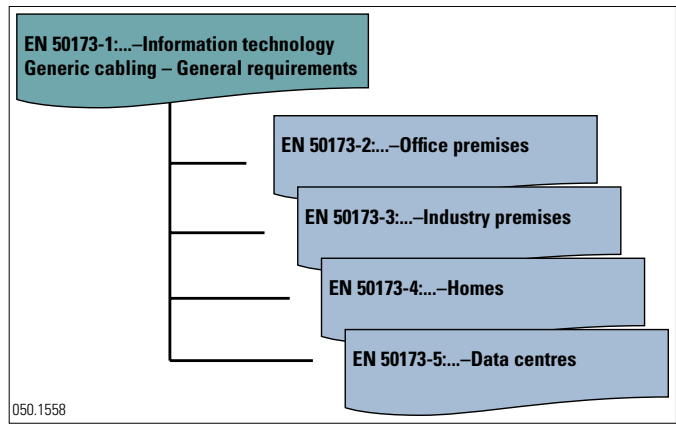 EN 50173-1:...–Information technology
Generic cabling – General requirements
EN 50173-2:...–Office premises
EN 50173-3:...–Industry premises
EN 50173-4:...–Homes
EN 50173-5:...–Data centres
050.1558